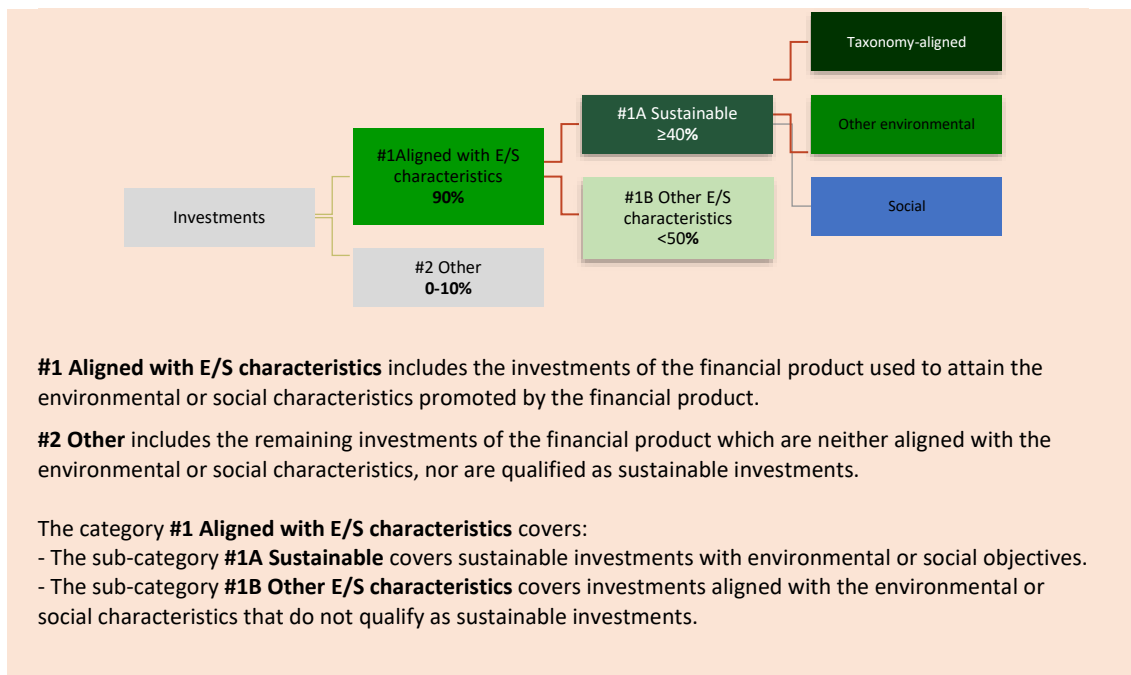 Taxonomy-aligned
#1A Sustainable
≥40%
Other environmental
#1Aligned with E/S
characteristics
90%
#1B Other E/S
characteristics
<50%
Social
Investments
#2 Other
0-10%
#1 Aligned with E/S characteristics includes the investments of the financial product used to attain the
environmental or social characteristics promoted by the financial product.
#2 Other includes the remaining investments of the financial product which are neither aligned with the
environmental or social characteristics, nor are qualified as sustainable investments.
The category #1 Aligned with E/S characteristics covers:
- The sub-category #1A Sustainable covers sustainable investments with environmental or social objectives.
- The sub-category #1B Other E/S characteristics covers investments aligned with the environmental or
social characteristics that do not qualify as sustainable investments.